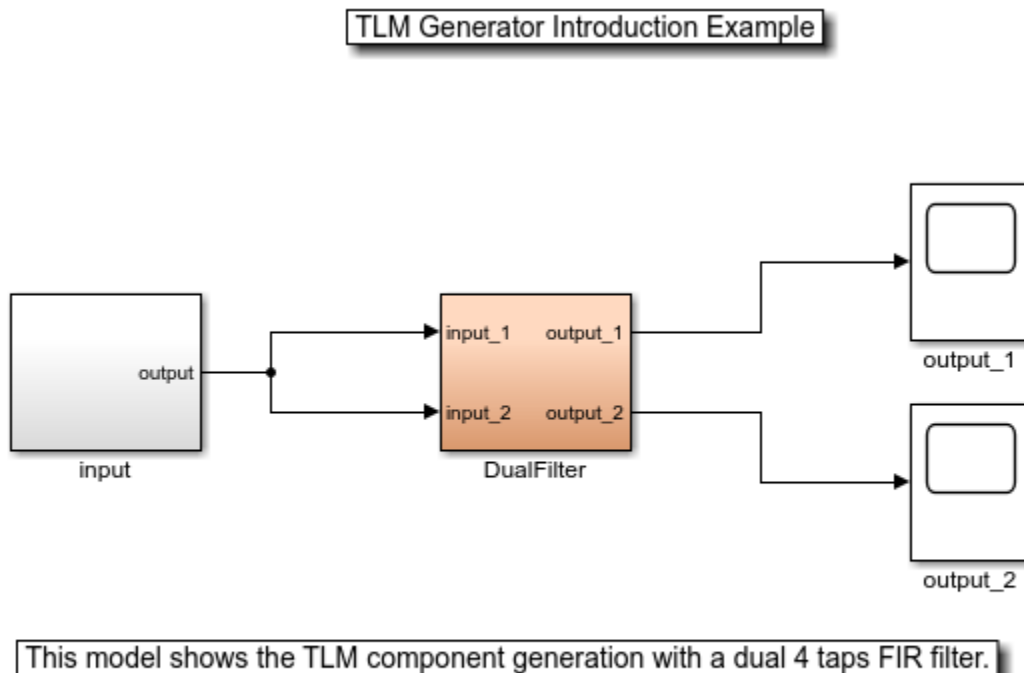 TLM Generator Introduction Example
output
input
input_1
output_1
input_2
output_2
DualFilter
output_1
output_2
This model shows the TLM component generation with a dual 4 taps FIR filter.